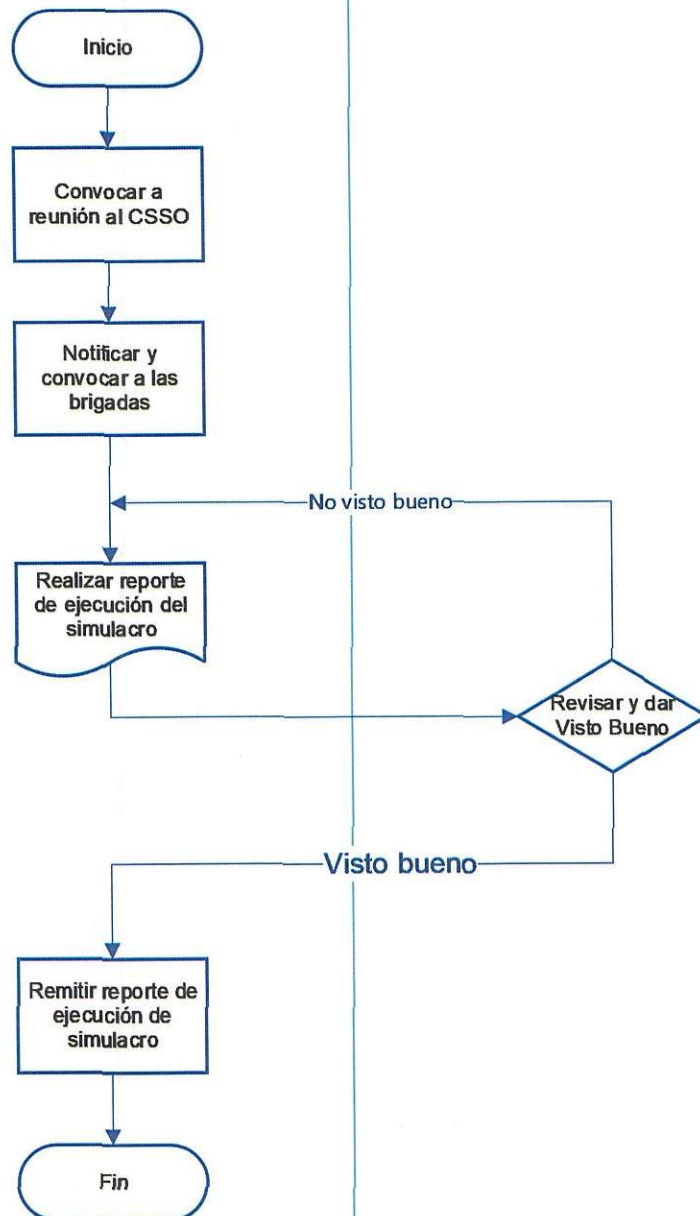 Inicio
Convocar a
reunión al CSSO
Notificar y
convocar a las
brigadas
No visto bueno
Realizar reporte
de ejecución del
simulacro
Revisar y dar
Visto Bueno
Visto bueno
Remitir reporte de
ejecución de
simulacro
Fin